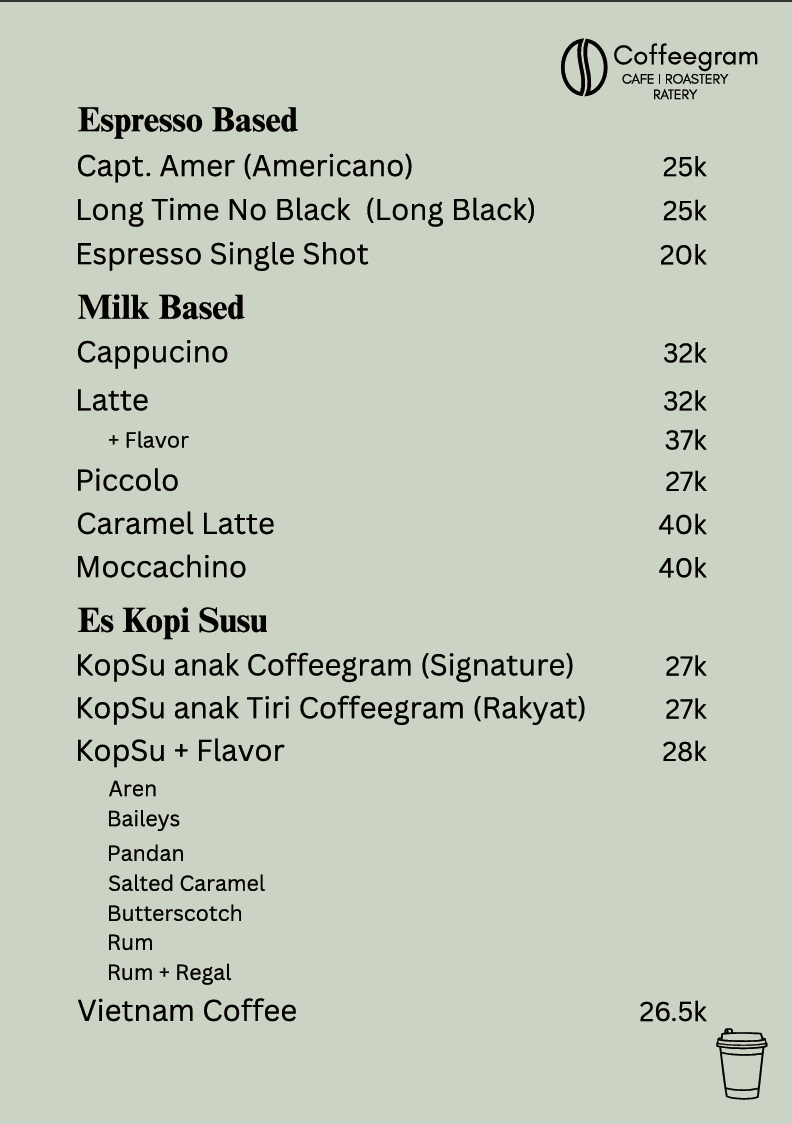 Coffeegram
CAFE | ROASTERY
RATERY
Espresso Based
Capt. Amer (Americano) 25k
Long Time No Black (Long Black) 25k
Espresso Single Shot 20k
Milk Based
Cappucino 32k
Latte 32k
+ Flavor 37k
Piccolo 27k
Caramel Latte 40k
Moccachino 40k
Es Kopi Susu
KopSu anak Coffeegram (Signature) 27k
KopSu anak Tiri Coffeegram (Rakyat) 27k
KopSu + Flavor 28k
Aren
Baileys
Pandan
Salted Caramel
Butterscotch
Rum
Rum + Regal
Vietnam Coffee 26.5k